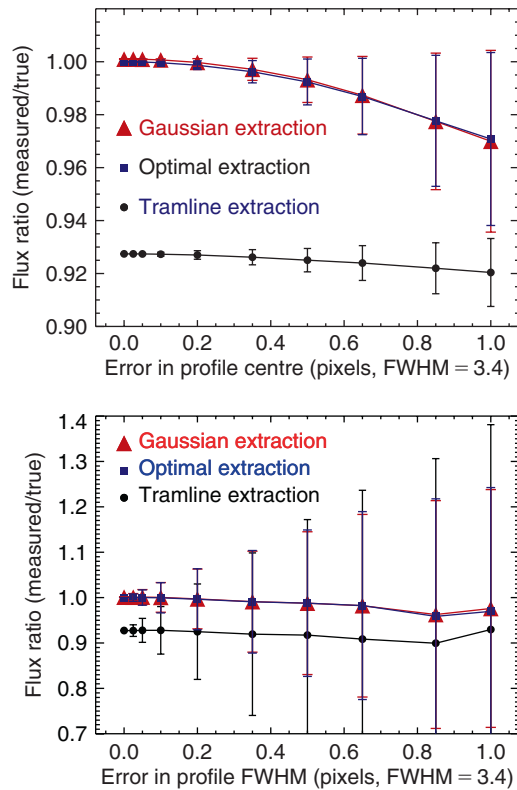 Flux ratio (measured/true)
1.00
0.98
0.96
0.94
0.92
0.90
Gaussian extraction
Optimal extraction
Tramline extraction
0.0 0.2 0.4 0.6 0.8 1.0
Error in profile centre (pixels, FWHM = 3.4)
Flux ratio (measured/true)
1.4
1.3
1.2
1.1
1.0
0.9
0.8
0.7
Gaussian extraction
Optimal extraction
Tramline extraction
0.0 0.2 0.4 0.6 0.8 1.0
Error in profile FWHM (pixels, FWHM = 3.4)